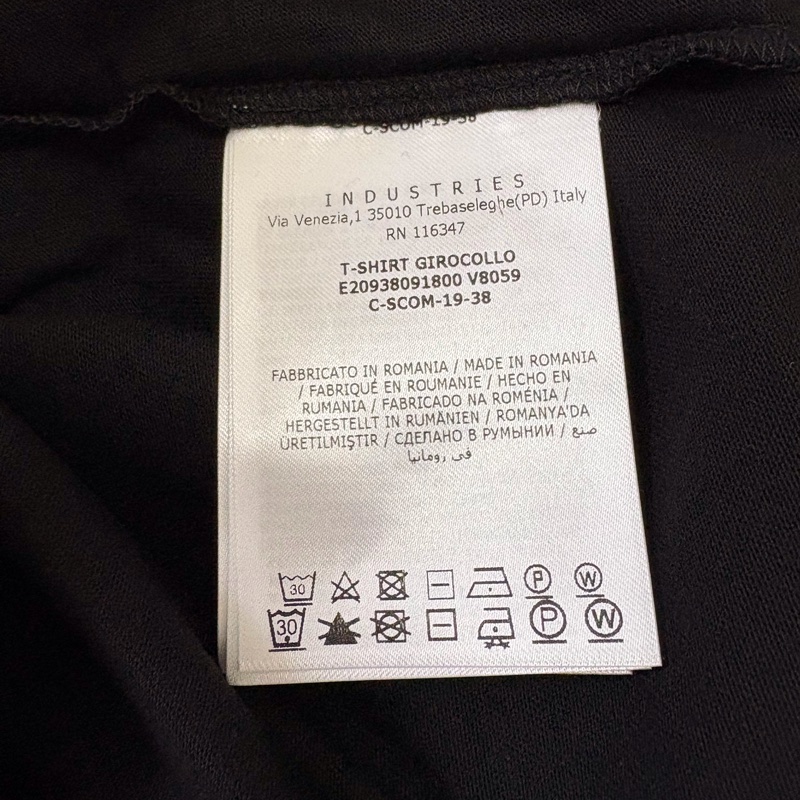 C-SCOM-19-38
INDUSTRIES
Via Venezia,1 35010 Trebaseleghe(PD) Italy
RN 116347
T-SHIRT GIROCOLLO
E20938091800 V8059
C-SCOM-19-38
FABBRICATO IN ROMANIA / MADE IN ROMANIA
/ FABRIQUÉ EN ROUMANIE / HECHO EN
RUMANIA / FABRICADO NA ROMÉNIA /
HERGESTELLT IN RUMÄNIEN / ROMANYA'DA
ÜRETILMIŞTIR / СДЕЛАНО В РУМЫНИИ / صنع
في رومانيا
30 P W
30 P W